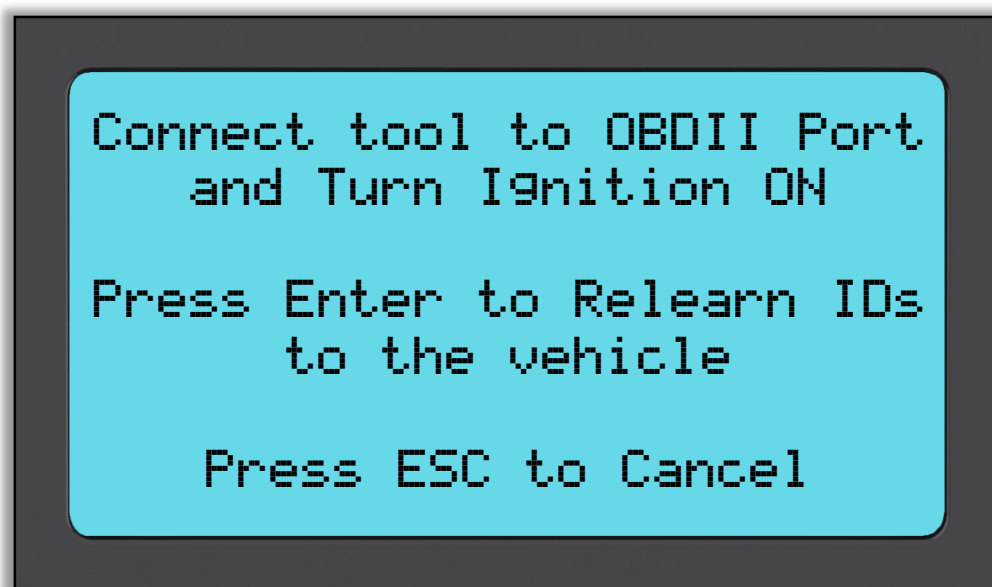 Connect tool to OBDII Port
and Turn Ignition ON
Press Enter to Relearn IDs
to the vehicle
Press ESC to Cancel